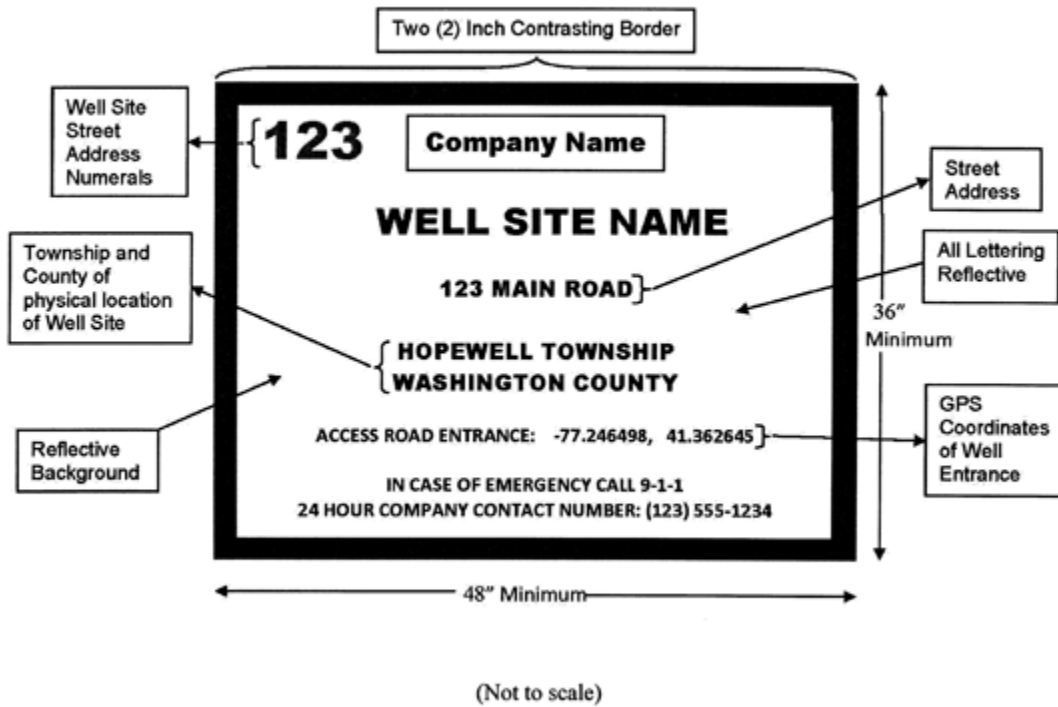 Two (2) Inch Contrasting Border
Well Site
Street
Address
Numerals
123
Company Name
Street
Address
WELL SITE NAME
Township and
County of
physical location
of Well Site
All Lettering
Reflective
123 MAIN ROAD
36"
Minimum
HOPEWELL TOWNSHIP
WASHINGTON COUNTY
GPS
Coordinates
of Well
Entrance
Reflective
Background
ACCESS ROAD ENTRANCE: -77.246498, 41.362645
IN CASE OF EMERGENCY CALL 9-1-1
24 HOUR COMPANY CONTACT NUMBER: (123) 555-1234
48" Minimum
(Not to scale)